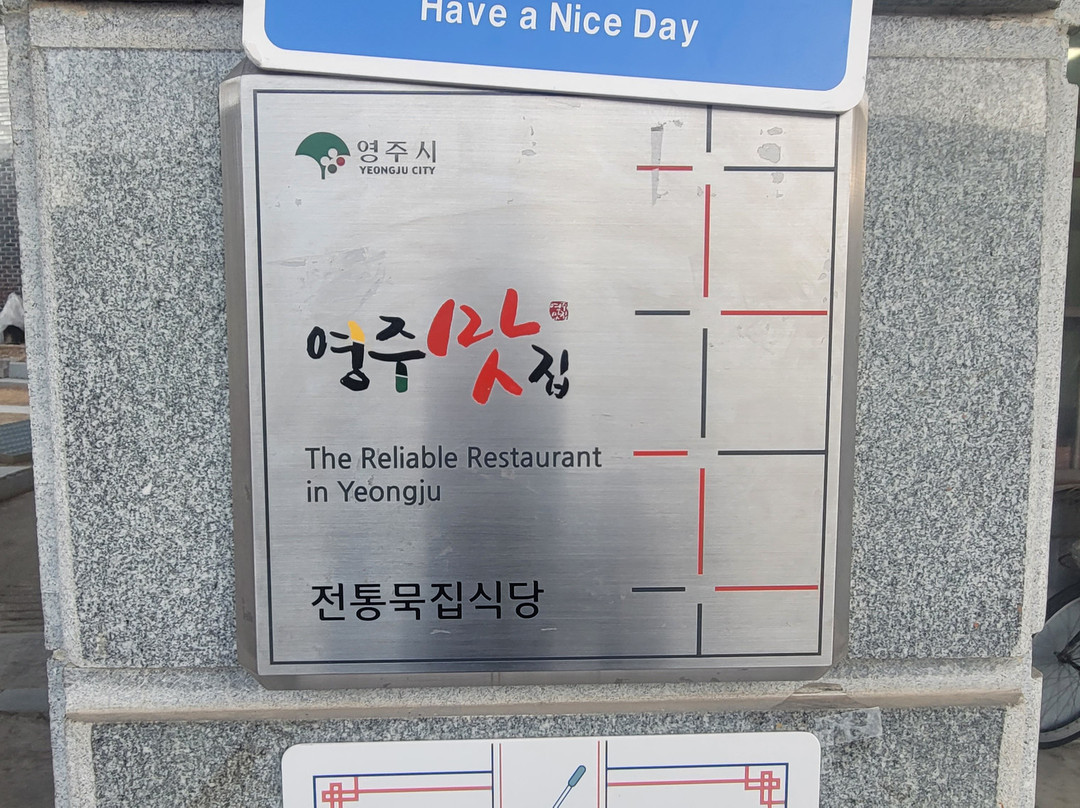 Have a Nice Day
영주시
YEONGJU CITY
영주맛집
The Reliable Restaurant
in Yeongju
전통묵집식당